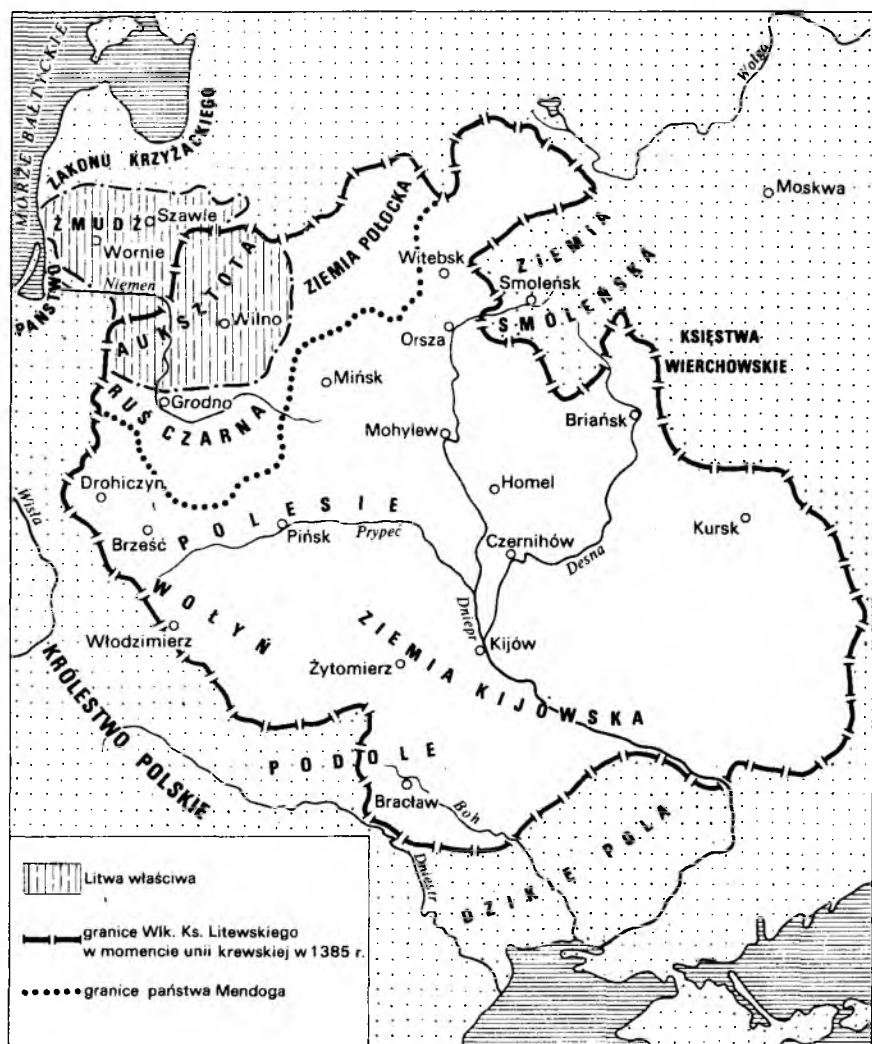 MORZE BAŁTYCKIE
ZAKONU KRZYŻACKIEGO
PAŃSTWO
Wołga
Moskwa
ŻMUDŹ
Szawle
Wornie
Niemen
AUKSZTOTA
Wilno
ZIEMIA POŁOCKA
Witebsk
ZIEMIA
SMOLEŃSKA
Smoleńsk
Orsza
KSIĘSTWA
WIERCHOWSKIE
Mińsk
Grodno
RUŚ CZARNA
Mohylew
Briańsk
Drohiczyn
Homel
Wisła
POLESIE
Brześć
Pińsk
Prypeć
Czernihów
Desna
Kursk
WOŁYŃ
Włodzimierz
ZIEMIA KIJOWSKA
Dniepr
Kijów
Żytomierz
KRÓLESTWO POLSKIE
PODOLE
Bracław
Boh
Dniestr
DZIKIE POLA
Litwa właściwa
granice Wlk. Ks. Litewskiego
w momencie unii krewskiej w 1385 r.
granice państwa Mendoga